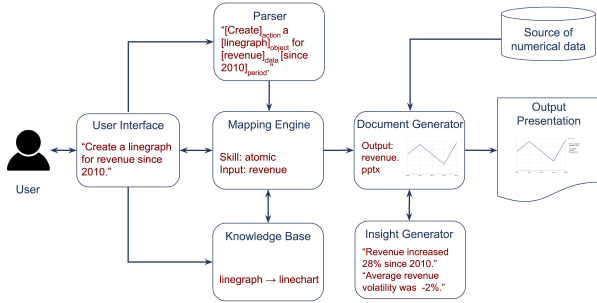 Parser
“[Create]action a
[linegraph]object for
[revenue]data [since
2010]period.”
Source of
numerical data
User Interface
“Create a linegraph
for revenue since
2010.”
Mapping Engine
Skill: atomic
Input: revenue
Document Generator
Output:
revenue.
pptx
Output
Presentation
User
Knowledge Base
linegraph → linechart
Insight Generator
“Revenue increased
28% since 2010.”
“Average revenue
volatility was -2%.”